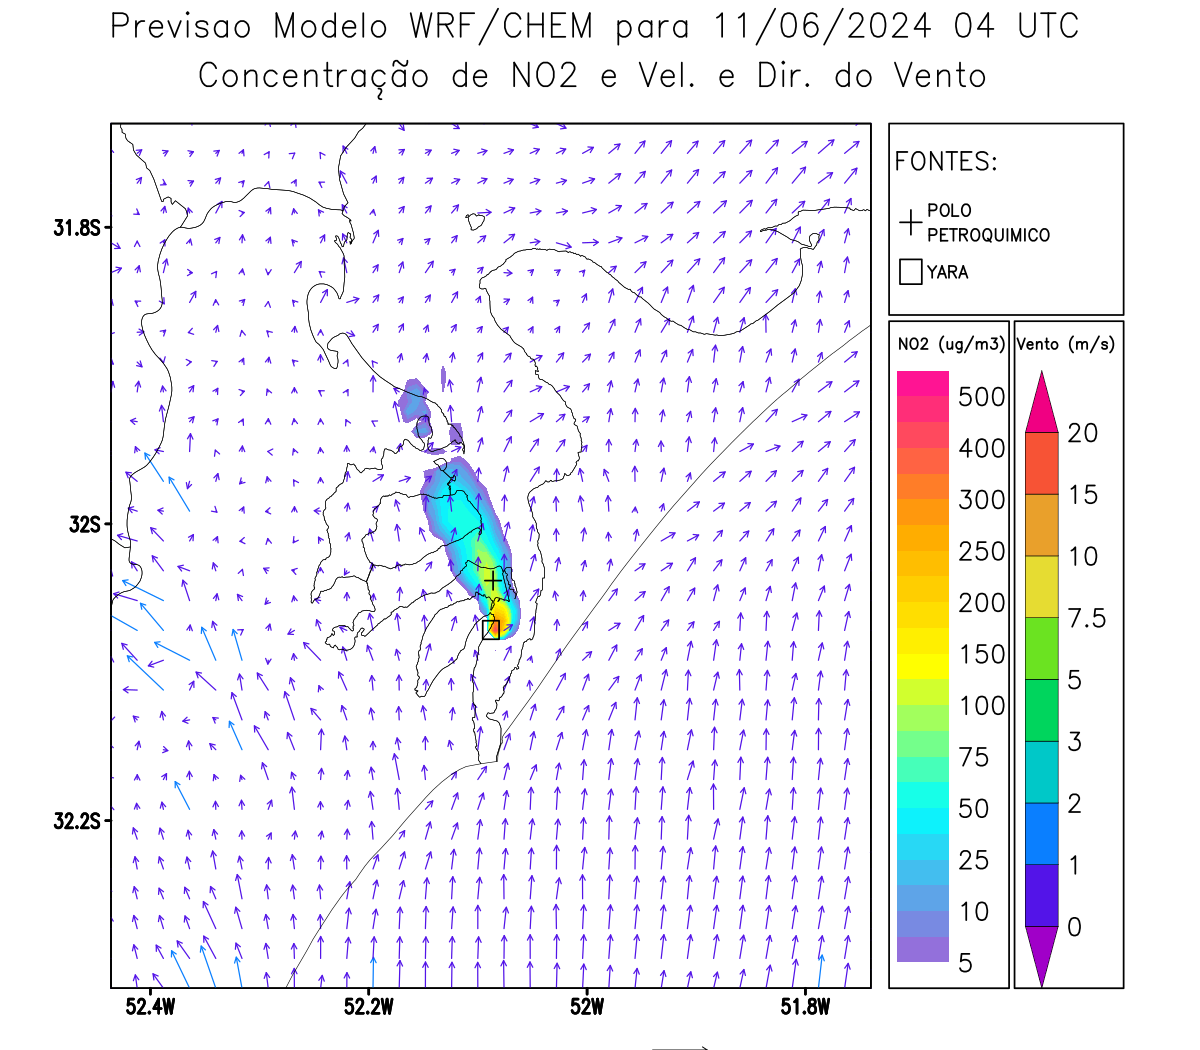 Previsao Modelo WRF/CHEM para 11/06/2024 04 UTC
Concentração de NO2 e Vel. e Dir. do Vento
FONTES:
POLO
PETROQUIMICO
YARA
NO2 (ug/m3)
500
400
300
250
200
150
100
75
50
25
10
5
Vento (m/s)
20
15
10
7.5
5
3
2
1
0
31.8S
32S
32.2S
52.4W
52.2W
52W
51.8W